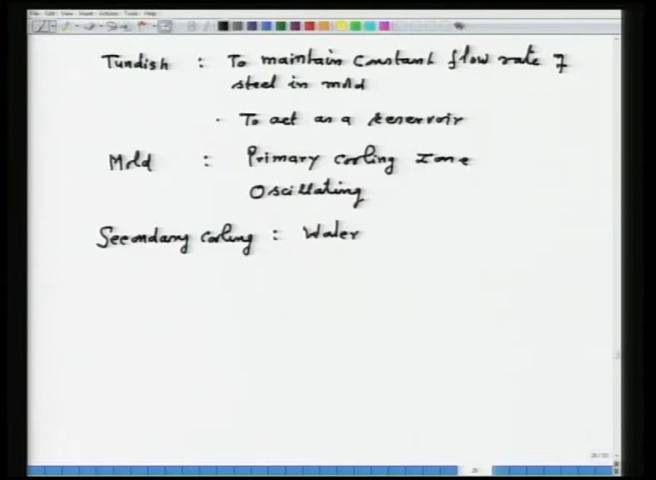 Tundish : To maintain constant flow rate of
steel in mold
. To act as a reservoir
Mold : Primary cooling zone
Oscillating
Secondary cooling : Water